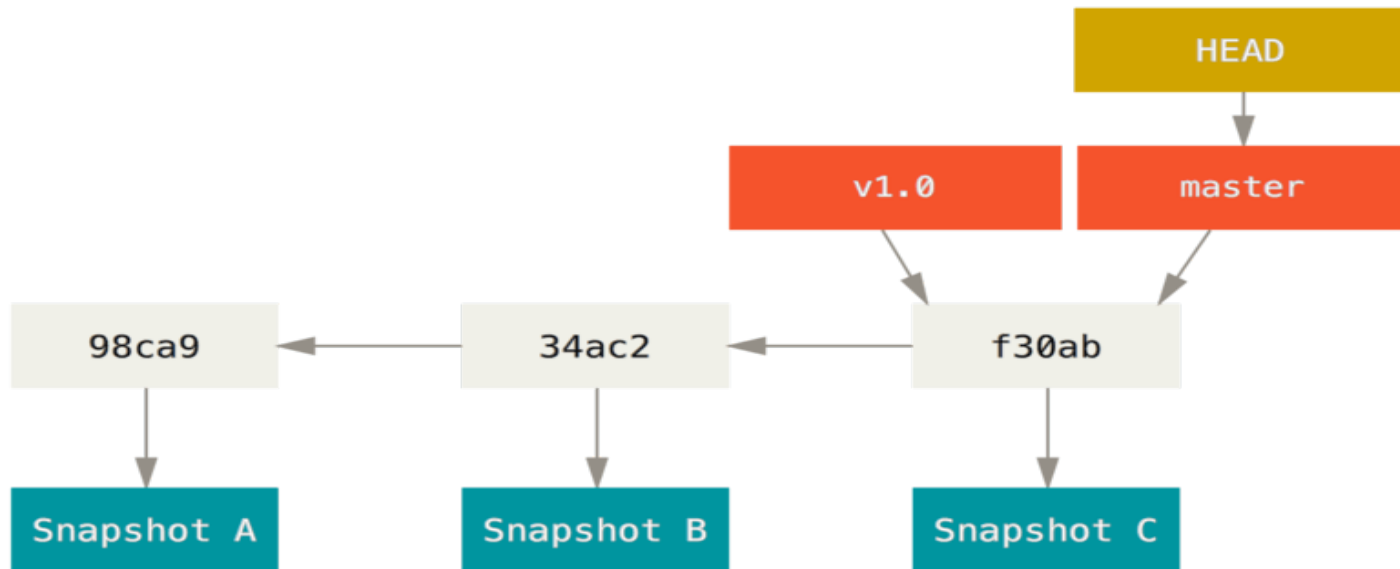 HEAD
v1.0
master
98ca9
34ac2
f30ab
Snapshot A
Snapshot B
Snapshot C